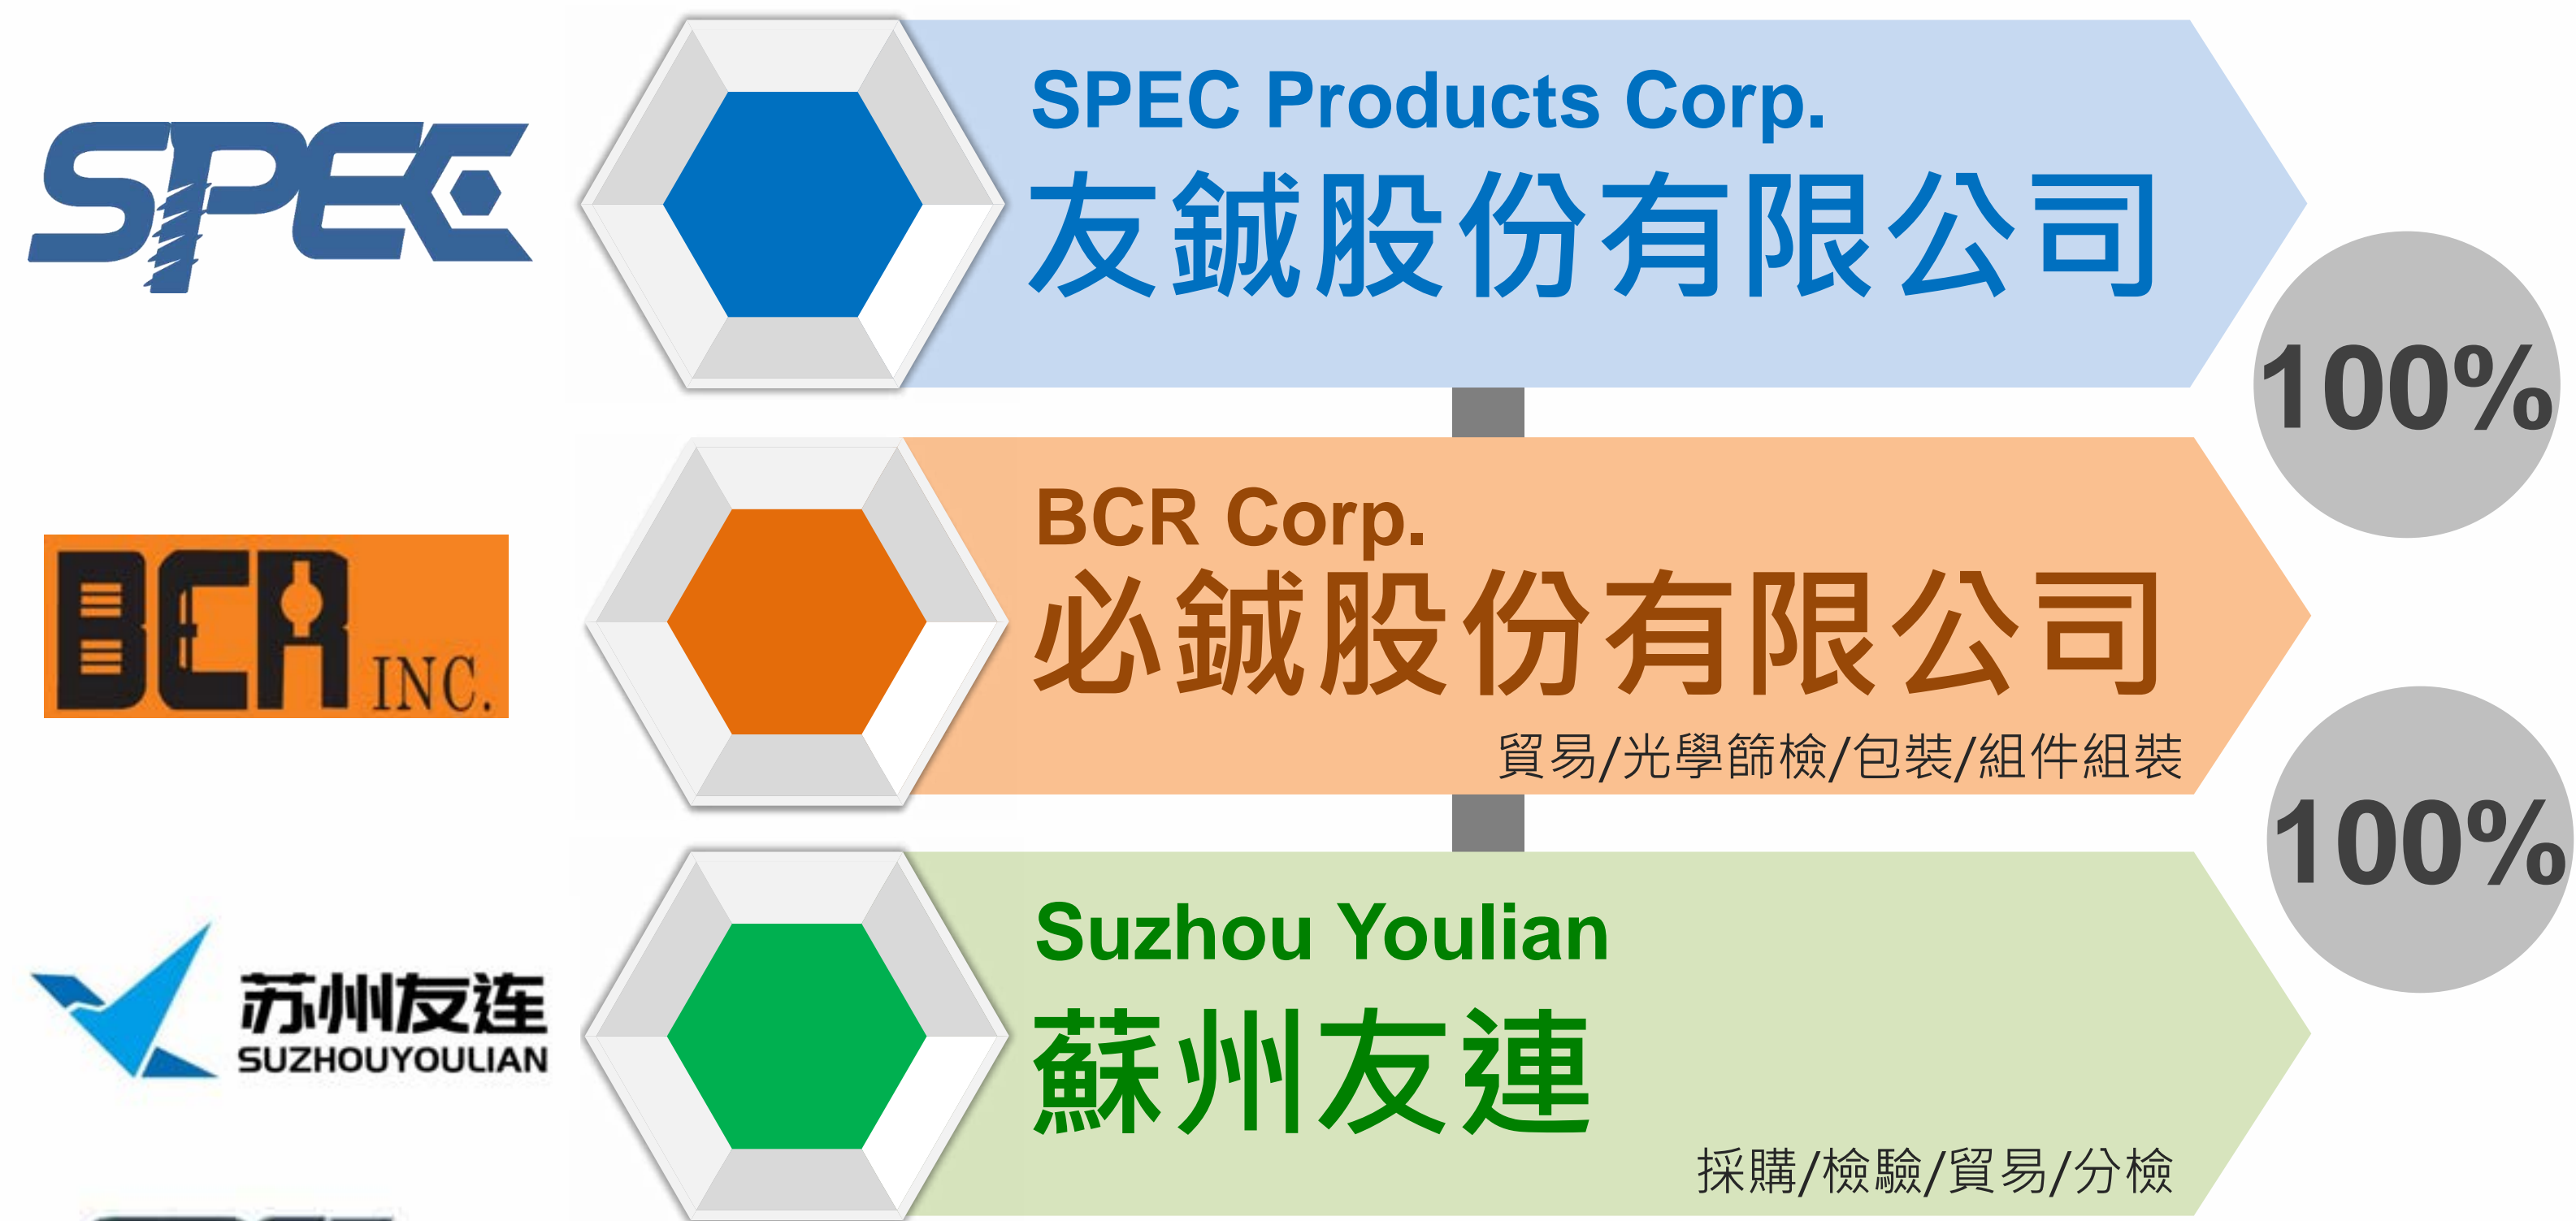 SPEC
SPEC Products Corp.
友鋮股份有限公司
100%
BCR INC.
BCR Corp.
必鋮股份有限公司
貿易/光學篩檢/包裝/組件組裝
100%
苏州友连
SUZHOUYOULIAN
Suzhou Youlian
蘇州友連
採購/檢驗/貿易/分檢